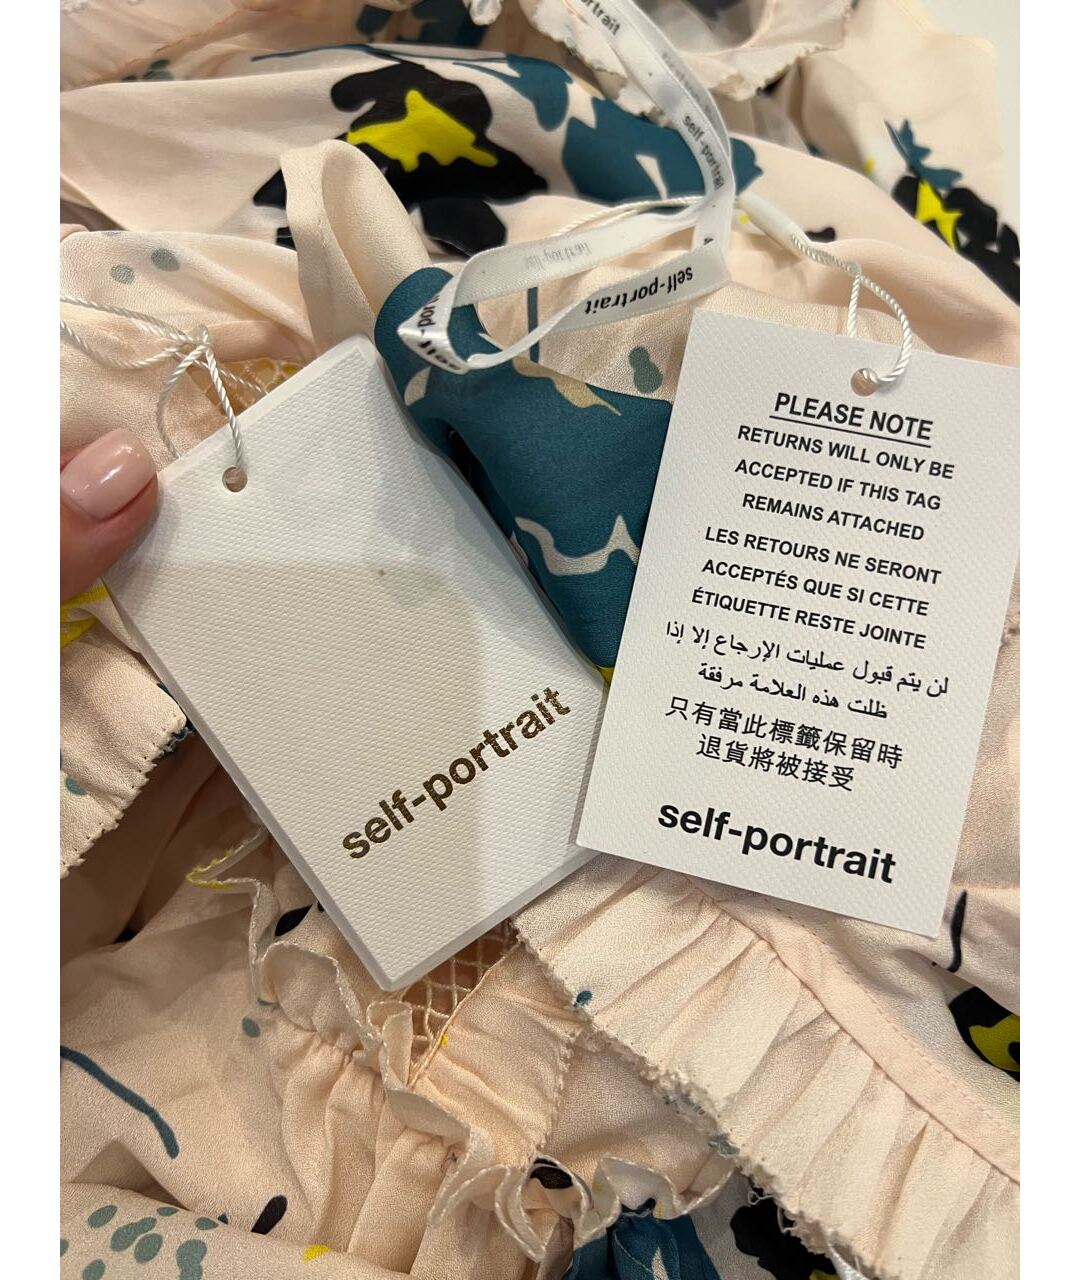 self-portrait
self-portrait
self-portrait
PLEASE NOTE
RETURNS WILL ONLY BE
ACCEPTED IF THIS TAG
REMAINS ATTACHED
LES RETOURS NE SERONT
ACCEPTÉS QUE SI CETTE
ÉTIQUETTE RESTE JOINTE
لن يتم قبول عمليات الإرجاع إلا إذا
ظلت هذه العلامة مرفقة
只有當此標籤保留時
退貨將被接受
self-portrait